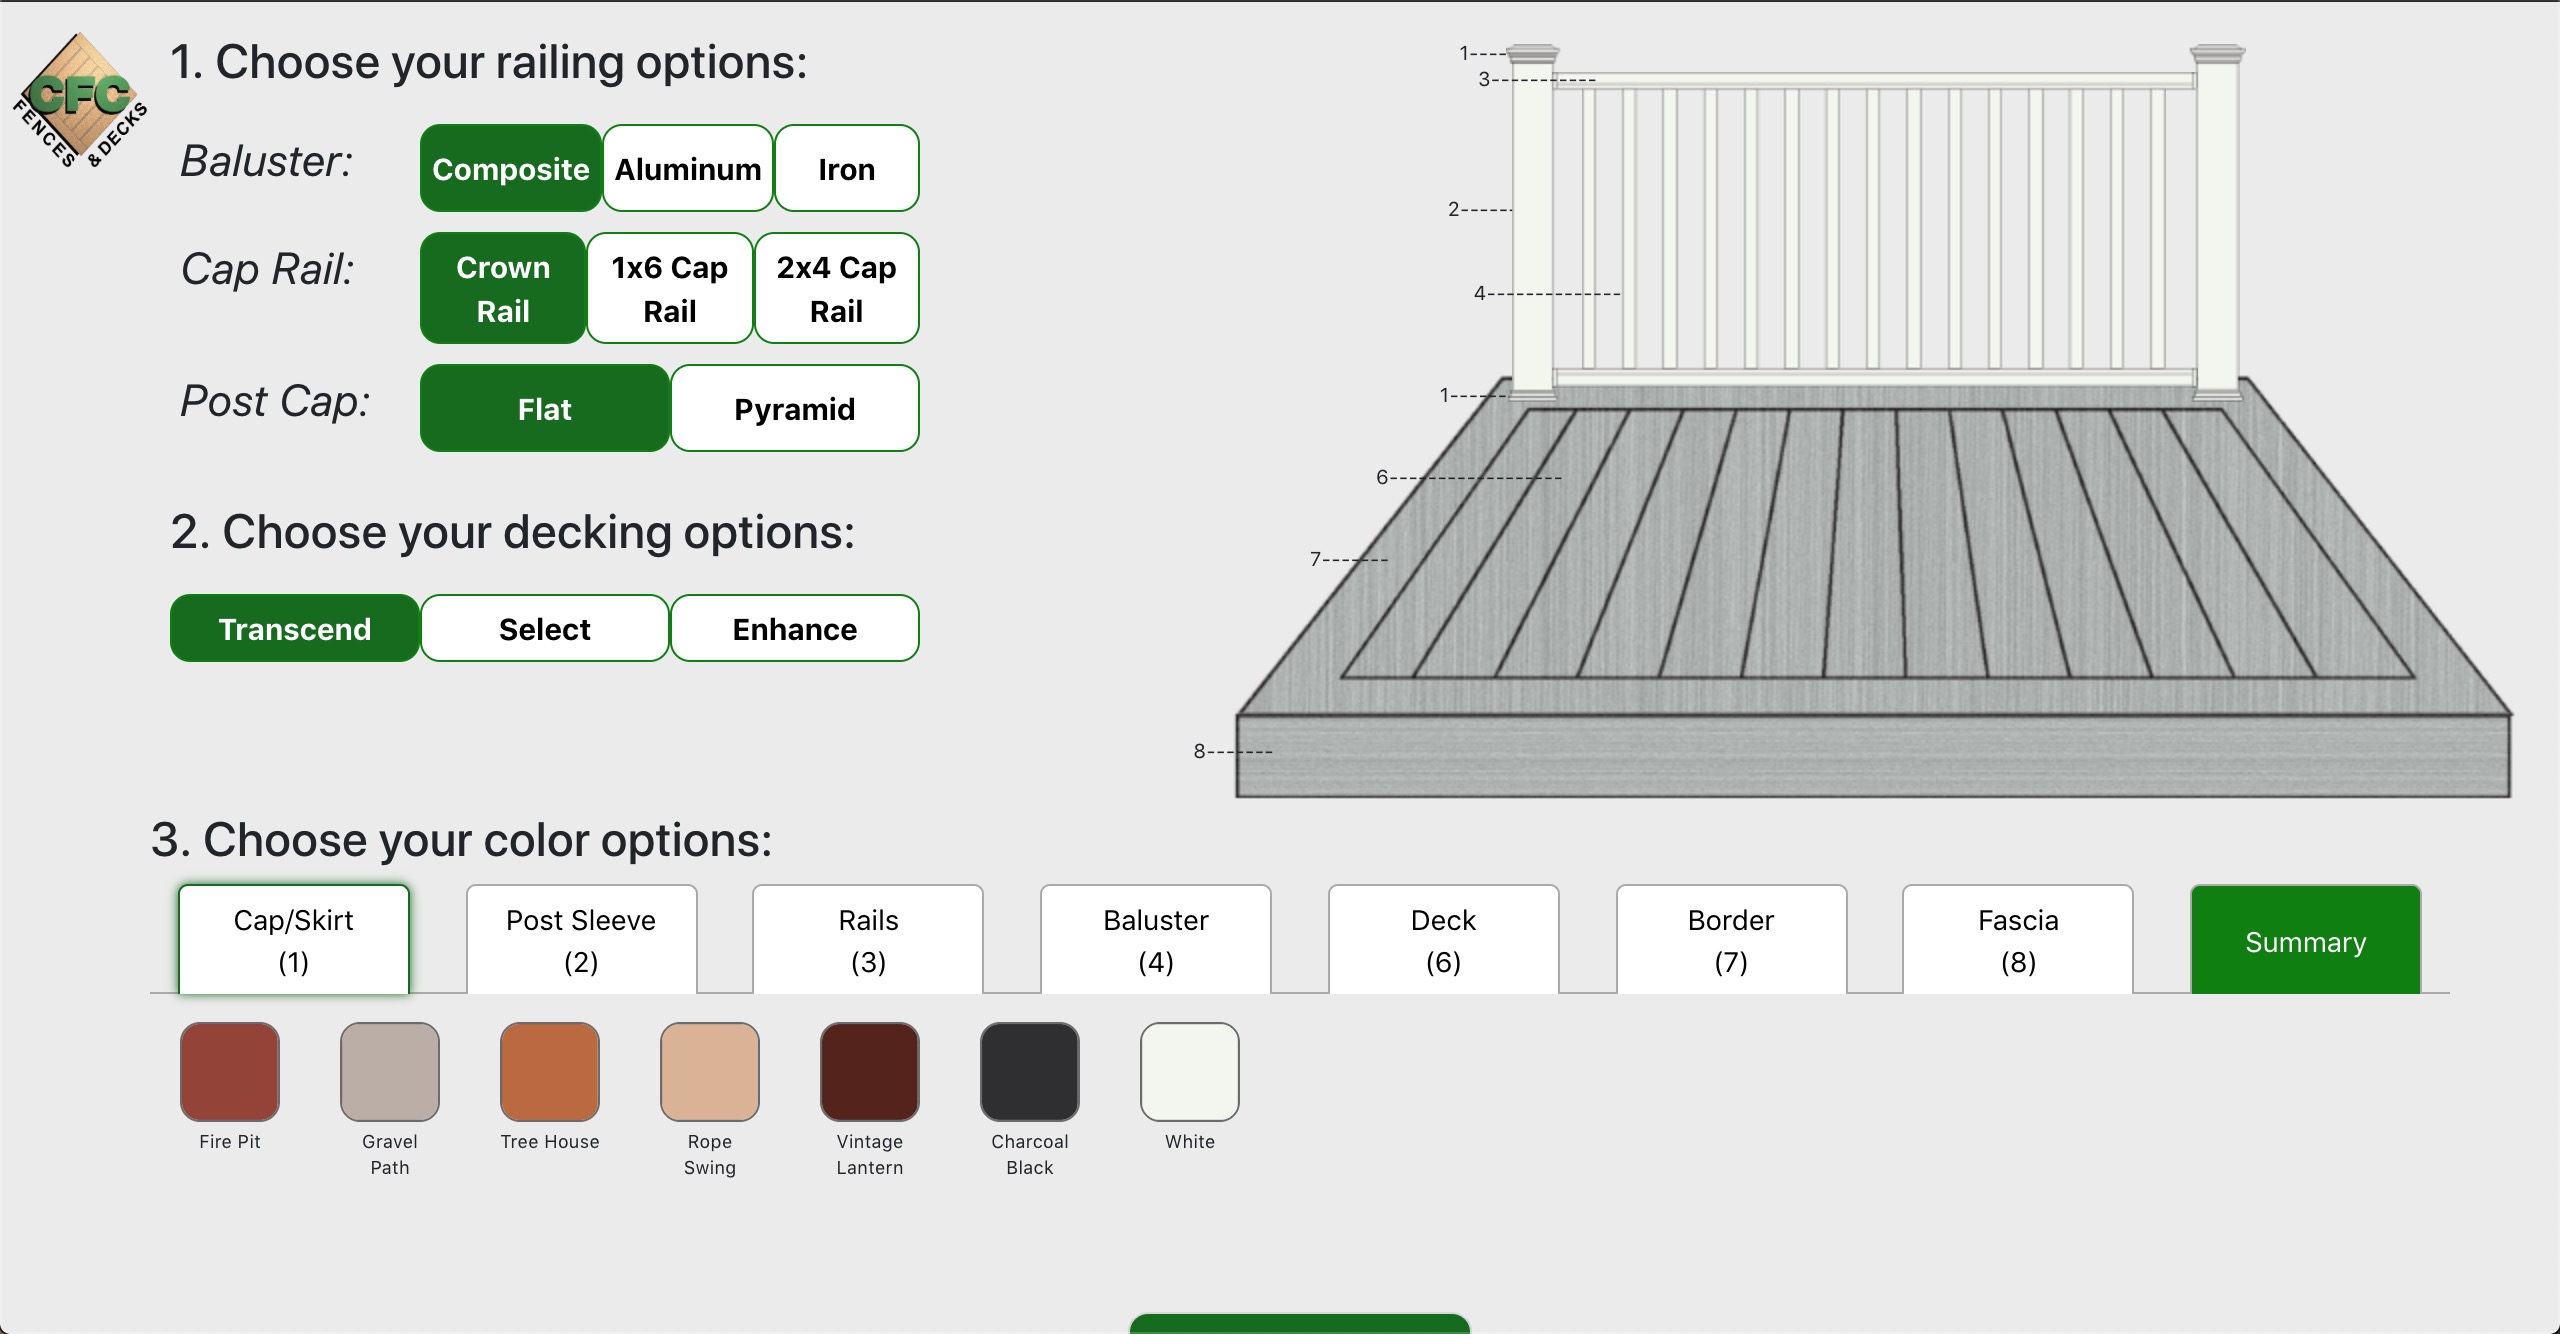 CFC
FENCES & DECKS
1. Choose your railing options:
Baluster:
Composite
Aluminum
Iron
Cap Rail:
Crown
Rail
1x6 Cap
Rail
2x4 Cap
Rail
Post Cap:
Flat
Pyramid
2. Choose your decking options:
Transcend
Select
Enhance
1
3
2
4
1
6
7
8
3. Choose your color options:
Cap/Skirt
(1)
Post Sleeve
(2)
Rails
(3)
Baluster
(4)
Deck
(6)
Border
(7)
Fascia
(8)
Summary
Fire Pit
Gravel
Path
Tree House
Rope
Swing
Vintage
Lantern
Charcoal
Black
White